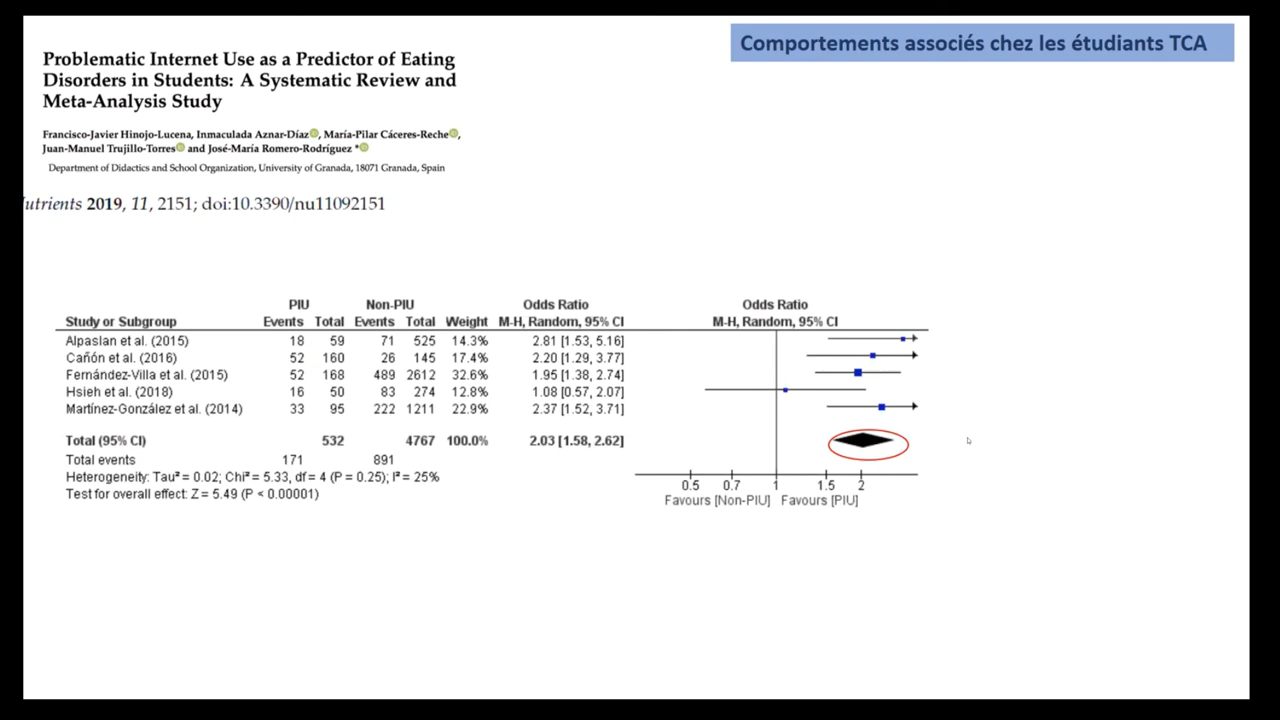 Comportements associés chez les étudiants TCA
Problematic Internet Use as a Predictor of Eating
Disorders in Students: A Systematic Review and
Meta-Analysis Study
Francisco-Javier Hinojo-Lucena, Inmaculada Aznar-Díaz, María-Pilar Cáceres-Reche,
Juan-Manuel Trujillo-Torres and José-María Romero-Rodríguez *
Department of Didactics and School Organization, University of Granada, 18071 Granada, Spain
utrients 2019, 11, 2151; doi:10.3390/nu11092151
PIU Non-PIU Odds Ratio Odds Ratio
Study or Subgroup Events Total Events Total Weight M-H, Random, 95% CI M-H, Random, 95% CI
Alpaslan et al. (2015) 18 59 71 525 14.3% 2.81 [1.53, 5.16]
Cañón et al. (2016) 52 160 26 145 17.4% 2.20 [1.29, 3.77]
Fernández-Villa et al. (2015) 52 168 489 2612 32.6% 1.95 [1.38, 2.74]
Hsieh et al. (2018) 16 50 83 274 12.8% 1.08 [0.57, 2.07]
Martínez-González et al. (2014) 33 95 222 1211 22.9% 2.37 [1.52, 3.71]
Total (95% CI) 532 4767 100.0% 2.03 [1.58, 2.62]
Total events 171 891
Heterogeneity: Tau² = 0.02; Chi² = 5.33, df = 4 (P = 0.25); I² = 25%
Test for overall effect: Z = 5.49 (P < 0.00001)
0.5 0.7 1 1.5 2
Favours [Non-PIU] Favours [PIU]